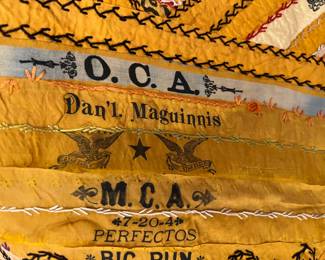 O.C.A.
Dan'l. Maguinnis
M.C.A.
7-20-4
PERFECTOS
BIG RUN